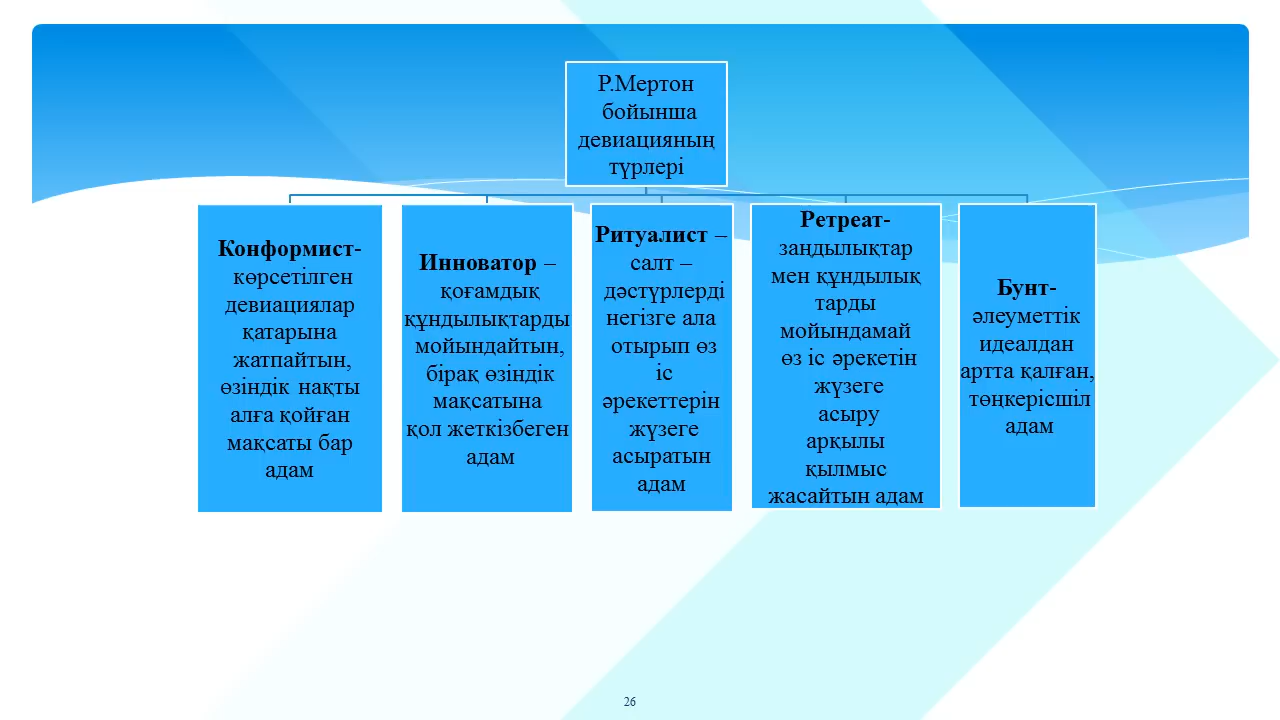 Р.Мертон
бойынша
девиацияның
түрлері
Конформист-
көрсетілген
девиациялар
қатарына
жатпайтын,
өзіндік нақты
алға қойған
мақсаты бар
адам
Инноватор –
қоғамдық
құндылықтарды
мойындайтын,
бірақ өзіндік
мақсатына
қол жеткізбеген
адам
Ритуалист –
салт –
дәстүрлерді
негізге ала
отырып өз
іс
әрекеттерін
жүзеге
асыратын
адам
Ретреат-
заңдылықтар
мен құндылық
тарды
мойындамай
өз іс әрекетін
жүзеге
асыру
арқылы
қылмыс
жасайтын адам
Бунт-
әлеуметтік
идеалдан
артта қалған,
төңкерісшіл
адам
26